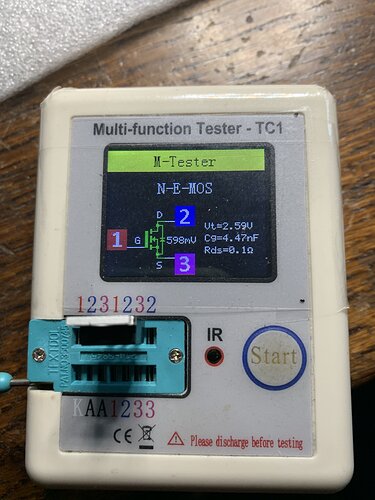 Multi-function Tester - TC1
M-Tester
N-E-MOS
D 2
1 G 598mV
S 3
Vt=2.59V
Cg=4.47nF
Rds=0.1Ω
1231232
IR
Start
KAA1233
CE
Please discharge before testing